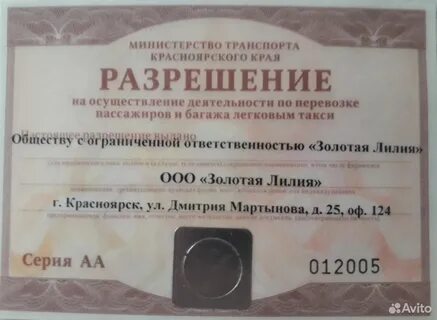 МИНИСТЕРСТВО ТРАНСПОРТА
КРАСНОЯРСКОГО КРАЯ
РАЗРЕШЕНИЕ
на осуществление деятельности по перевозке
пассажиров и багажа легковым такси
Настоящее разрешение выдано
Обществу с ограниченной ответственностью «Золотая Лилия»
ООО «Золотая Лилия»
г. Красноярск, ул. Дмитрия Мартынова, д. 25, оф. 124
Серия АА
012005
Avito